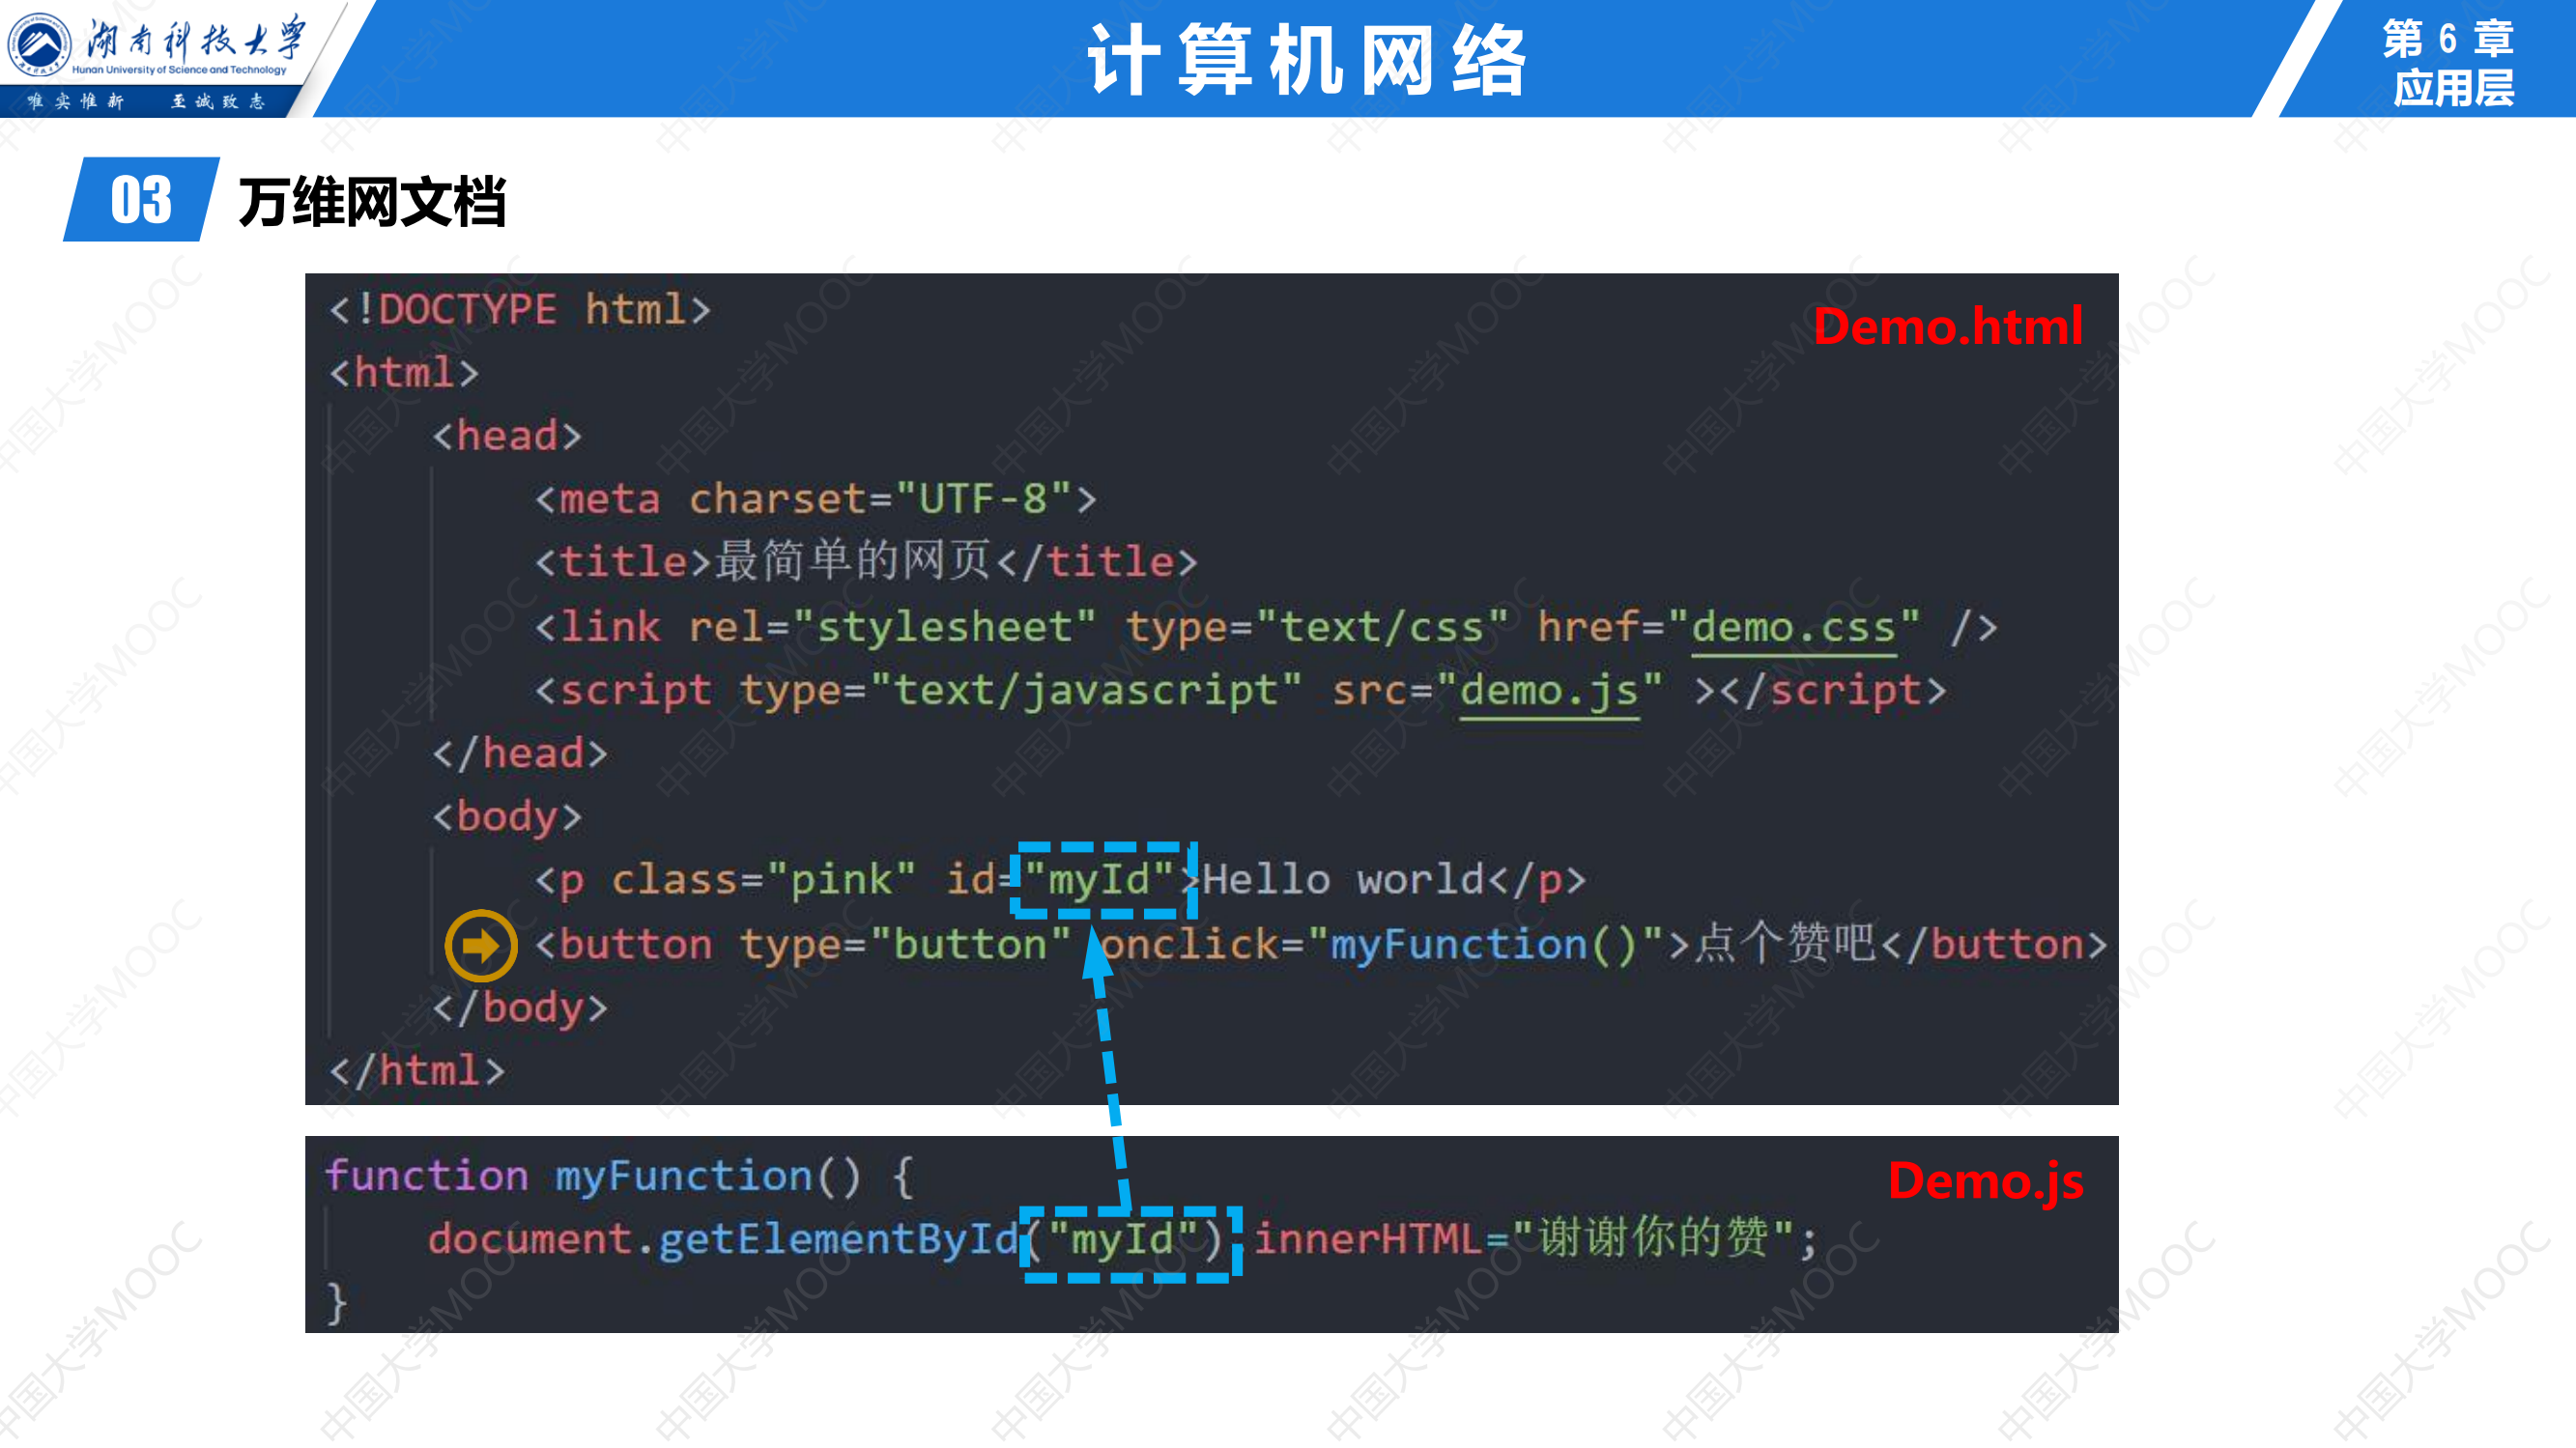 湖南科技大学
Hunan University of Science and Technology
唯实惟新 至诚致志
计算机网络
第 6 章
应用层
03 万维网文档
Demo.html
<!DOCTYPE html>
<html>
<head>
<meta charset="UTF-8">
<title>最简单的网页</title>
<link rel="stylesheet" type="text/css" href="demo.css" />
<script type="text/javascript" src="demo.js" ></script>
</head>
<body>
<p class="pink" id="myId">Hello world</p>
<button type="button" onclick="myFunction()">点个赞吧</button>
</body>
</html>
Demo.js
function myFunction() {
document.getElementById("myId").innerHTML="谢谢你的赞";
}
中国大学MOOC